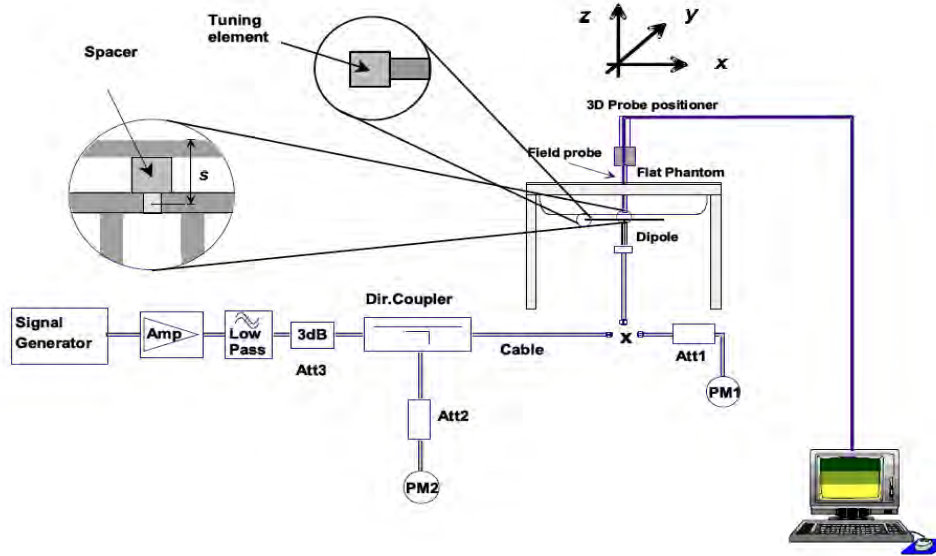 Tuning
element
z
y
x
Spacer
3D Probe positioner
Field probe
Flat Phantom
s
Dipole
Dir.Coupler
Signal
Generator
Amp
Low
Pass
3dB
Att3
Cable
x
Att1
PM1
Att2
PM2